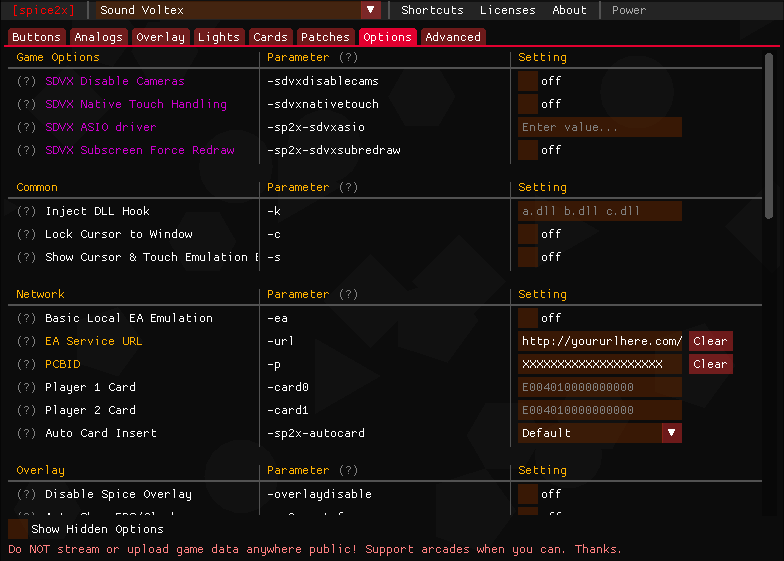 [spice2x] Sound Voltex ▼ Shortcuts Licenses About Power
Buttons Analogs Overlay Lights Cards Patches Options Advanced
Game Options Parameter (?) Setting
(?) SDVX Disable Cameras -sdvxdisablecams off
(?) SDVX Native Touch Handling -sdvxnativetouch off
(?) SDVX ASIO driver -sp2x-sdvxasio Enter value...
(?) SDVX Subscreen Force Redraw -sp2x-sdvxsubredraw off
Common Parameter (?) Setting
(?) Inject DLL Hook -k a.dll b.dll c.dll
(?) Lock Cursor to Window -c off
(?) Show Cursor & Touch Emulation -s off
Network Parameter (?) Setting
(?) Basic Local EA Emulation -ea off
(?) EA Service URL -url http://yoururlhere.com/ Clear
(?) PCBID -p XXXXXXXXXXXXXXXXXXXX Clear
(?) Player 1 Card -card0 E004010000000000
(?) Player 2 Card -card1 E004010000000000
(?) Auto Card Insert -sp2x-autocard Default ▼
Overlay Parameter (?) Setting
(?) Disable Spice Overlay -overlaydisable off
Show Hidden Options
Do NOT stream or upload game data anywhere public! Support arcades when you can. Thanks.